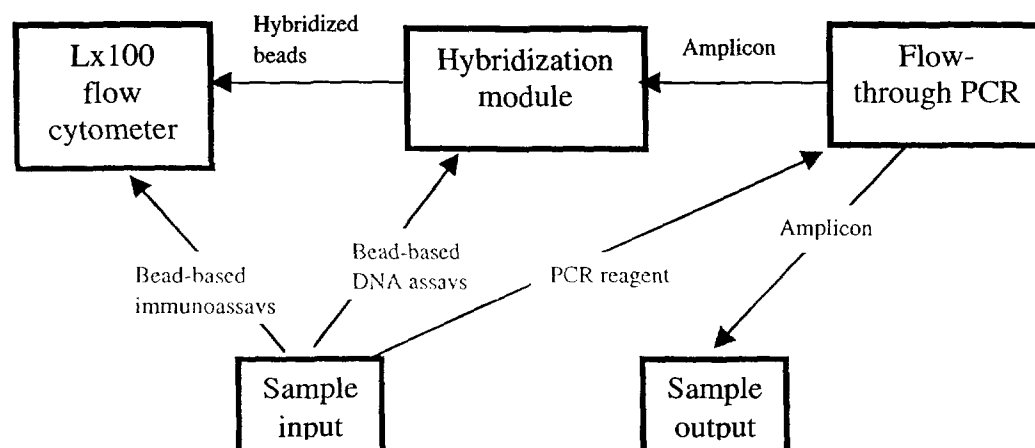 Lx100
flow
cytometer
Hybridized
beads
Hybridization
module
Amplicon
Flow-
through PCR
Bead-based
immunoassays
Bead-based
DNA assays
PCR reagent
Amplicon
Sample
input
Sample
output